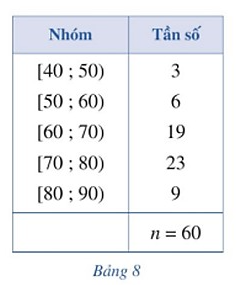 Nhóm Tần số
[40 ; 50) 3
[50 ; 60) 6
[60 ; 70) 19
[70 ; 80) 23
[80 ; 90) 9
n = 60
Bảng 8